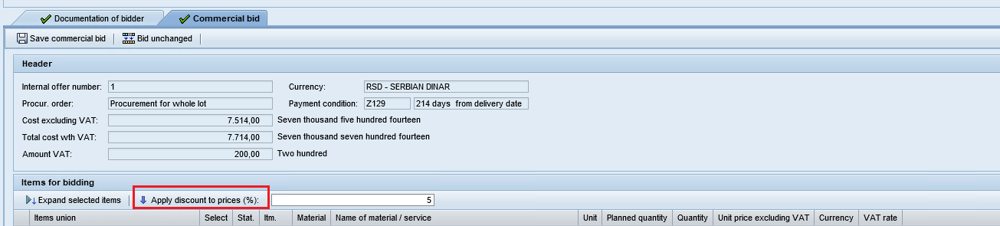 Documentation of bidder Commercial bid
Save commercial bid Bid unchanged
Header
Internal offer number: 1 Currency: RSD - SERBIAN DINAR
Procur. order: Procurement for whole lot Payment condition: Z129 214 days from delivery date
Cost excluding VAT: 7.514,00 Seven thousand five hundred fourteen
Total cost wth VAT: 7.714,00 Seven thousand seven hundred fourteen
Amount VAT: 200,00 Two hundred
Items for bidding
Expand selected items Apply discount to prices (%): 5
Items union Select Stat. Itm. Material Name of material / service Unit Planned quantity Quantity Unit price excluding VAT Currency VAT rate